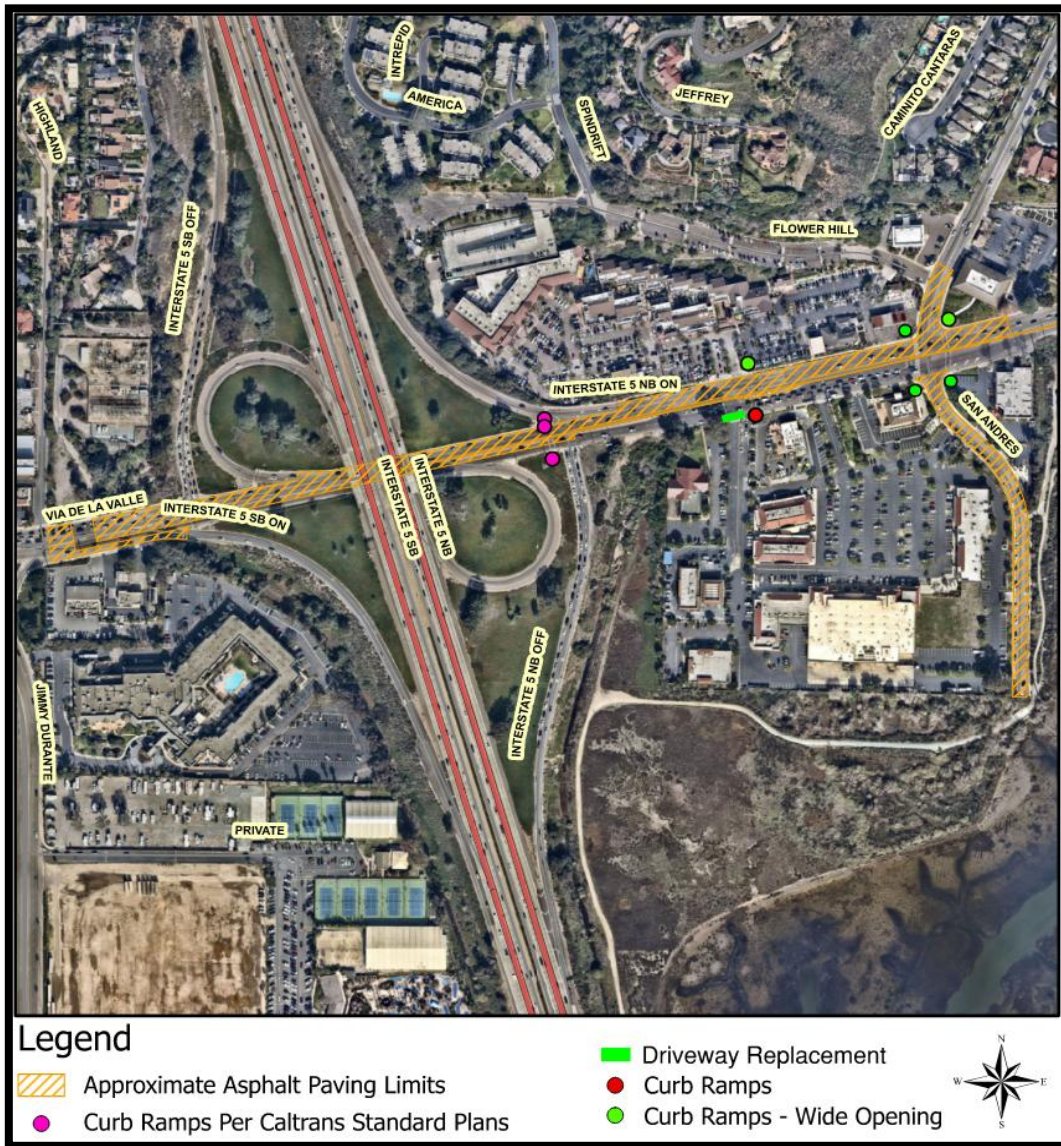 INTREPID
AMERICA
HIGHLAND
JEFFREY
CAMINITO CANTARAS
SPINDRIFT
INTERSTATE 5 SB OFF
FLOWER HILL
INTERSTATE 5 NB ON
SAN ANDRES
VIA DE LA VALLE
INTERSTATE 5 SB ON
INTERSTATE 5 SB
INTERSTATE 5 NB
INTERSTATE 5 NB OFF
JIMMY DURANTE
PRIVATE
Legend
Approximate Asphalt Paving Limits
Curb Ramps Per Caltrans Standard Plans
Driveway Replacement
Curb Ramps
Curb Ramps - Wide Opening
N
W
E
S